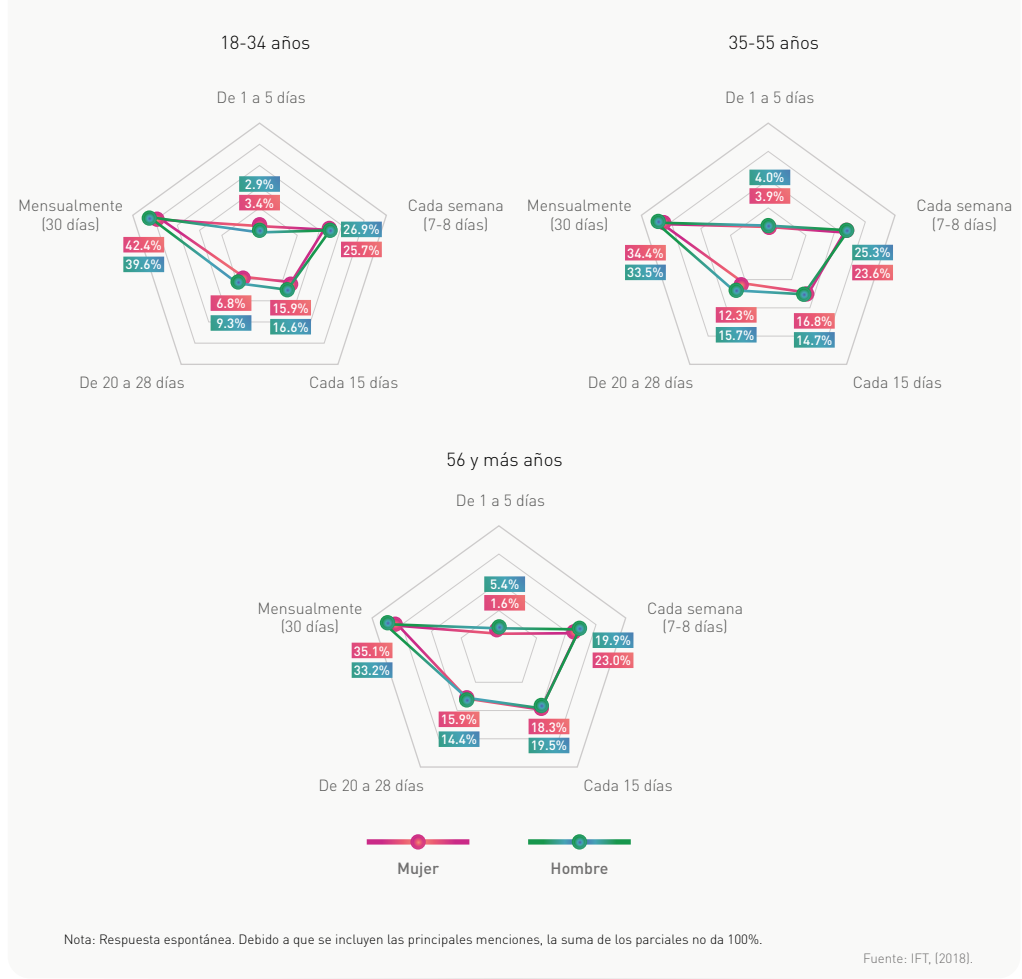 18-34 años
De 1 a 5 días
2.9%
3.4%
Mensualmente
(30 días)
Cada semana
(7-8 días)
26.9%
25.7%
42.4%
39.6%
6.8%
9.3%
15.9%
16.6%
De 20 a 28 días
Cada 15 días
35-55 años
De 1 a 5 días
4.0%
3.9%
Mensualmente
(30 días)
Cada semana
(7-8 días)
34.4%
33.5%
25.3%
23.6%
12.3%
15.7%
16.8%
14.7%
De 20 a 28 días
Cada 15 días
56 y más años
De 1 a 5 días
5.4%
1.6%
Mensualmente
(30 días)
Cada semana
(7-8 días)
35.1%
33.2%
19.9%
23.0%
15.9%
14.4%
18.3%
19.5%
De 20 a 28 días
Cada 15 días
Mujer
Hombre
Nota: Respuesta espontánea. Debido a que se incluyen las principales menciones, la suma de los parciales no da 100%.
Fuente: IFT, (2018).